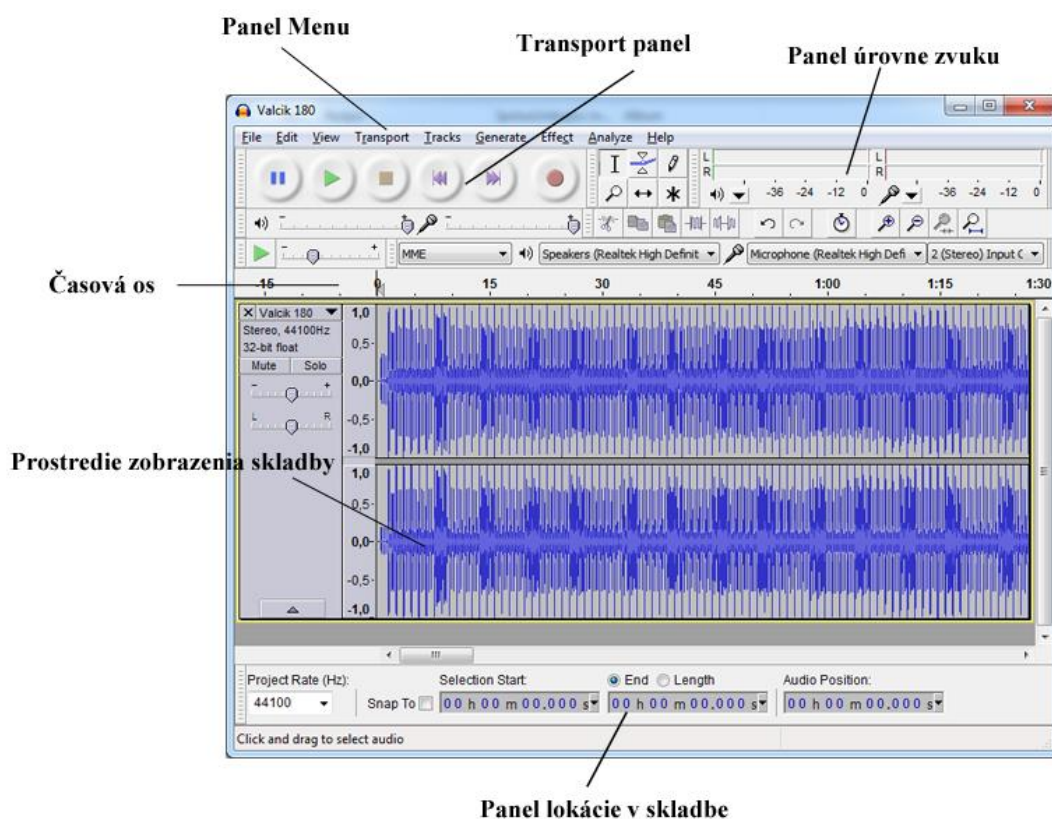 Panel Menu
Transport panel
Panel úrovne zvuku
Valcik 180
File Edit View Transport Tracks Generate Effect Analyze Help
L
R
-36 -24 -12 0
L
R
-36 -24 -12 0
MME
Speakers (Realtek High Definit
Microphone (Realtek High Defi
2 (Stereo) Input C
Časová os
-15 0 15 30 45 1:00 1:15 1:30
Valcik 180
Stereo, 44100Hz
32-bit float
Mute Solo
- +
L R
1,0
0,5-
0,0-
-0,5-
-1,0
Prostredie zobrazenia skladby
1,0
0,5-
0,0-
-0,5-
-1,0
Project Rate (Hz):
44100
Snap To
Selection Start:
00 h 00 m 00.000 s
End Length
00 h 00 m 00.000 s
Audio Position:
00 h 00 m 00.000 s
Click and drag to select audio
Panel lokácie v skladbe